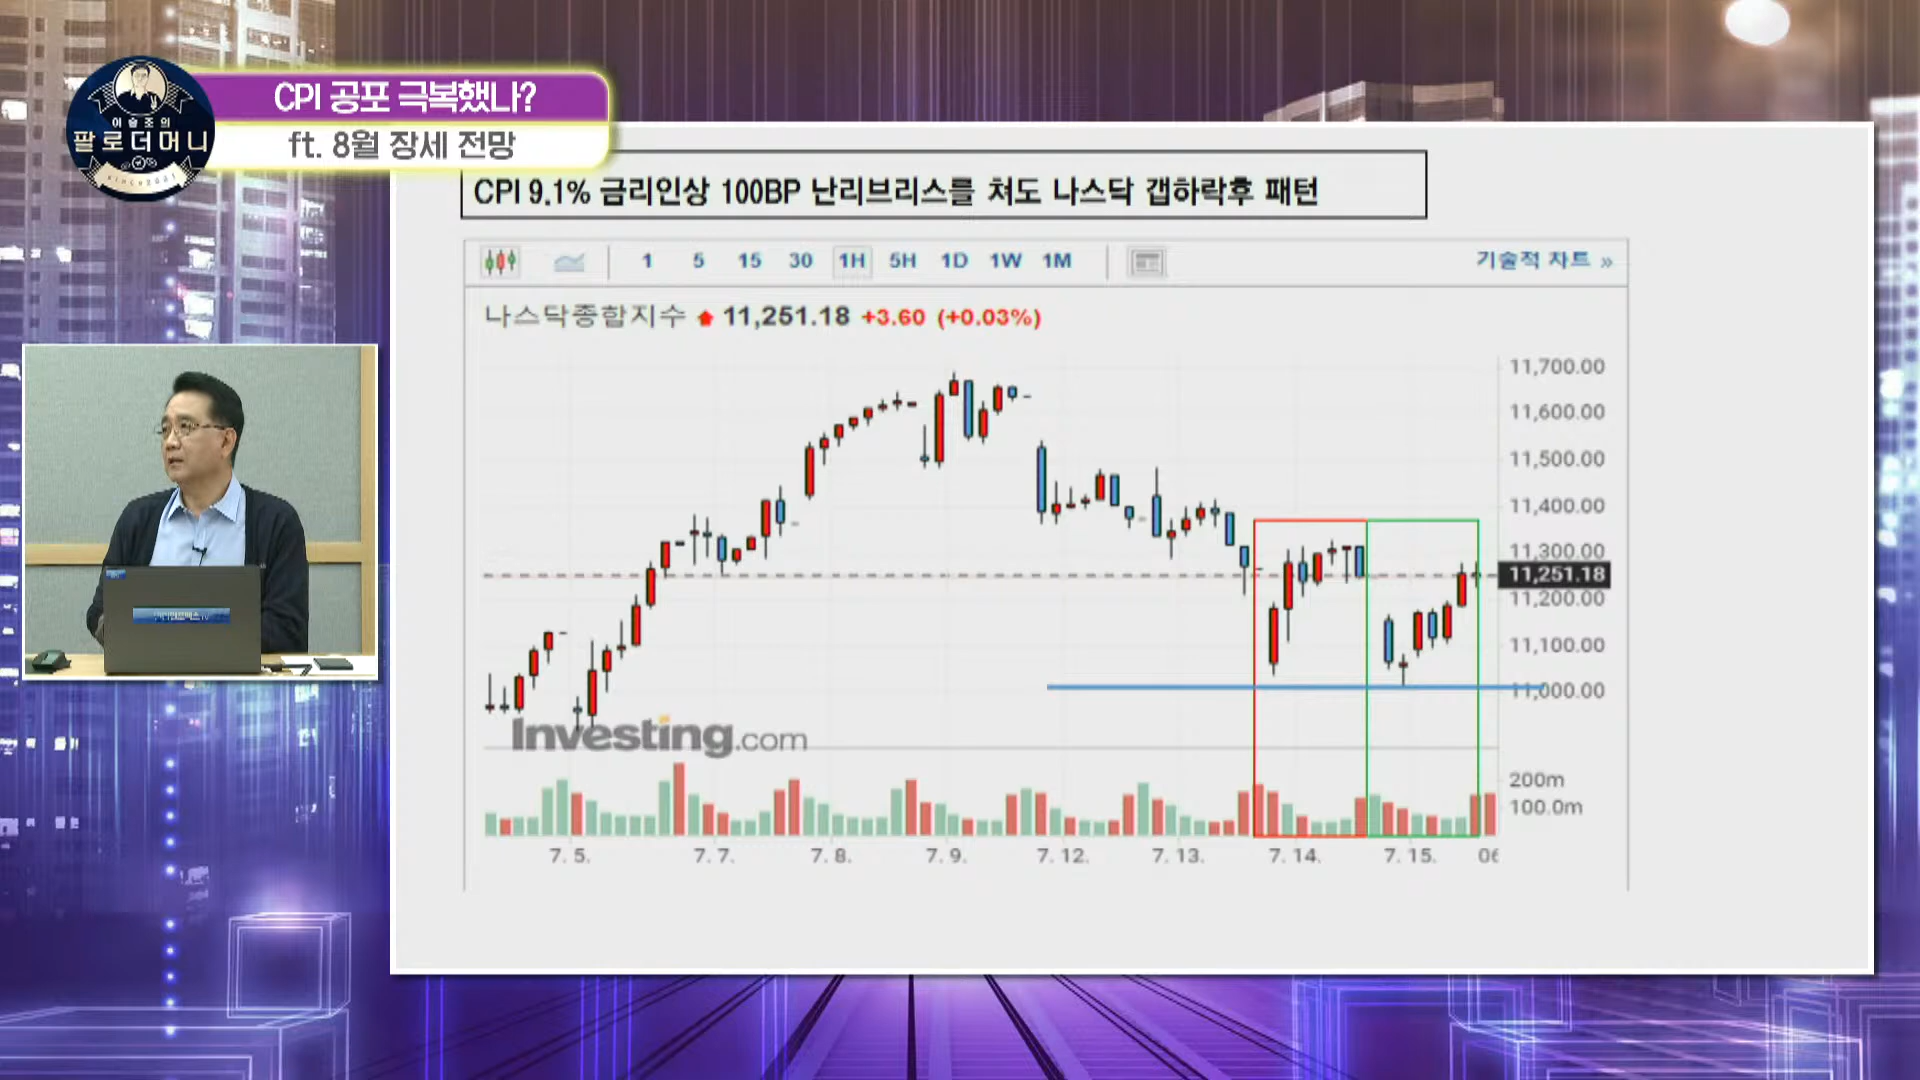 CPI 공포 극복했나?
ft. 8월 장세 전망
이승조의
팔로더머니
CPI 9.1% 금리인상 100BP 난리브리스를 쳐도 나스닥 갭하락후 패턴
1 5 15 30 1H 5H 1D 1W 1M
기술적 차트 »
나스닥종합지수 11,251.18 +3.60 (+0.03%)
11,700.00
11,600.00
11,500.00
11,400.00
11,300.00
11,251.18
11,200.00
11,100.00
11,000.00
Investing.com
200m
100.0m
7. 5. 7. 7. 7. 8. 7. 9. 7. 12. 7. 13. 7. 14. 7. 15. 06